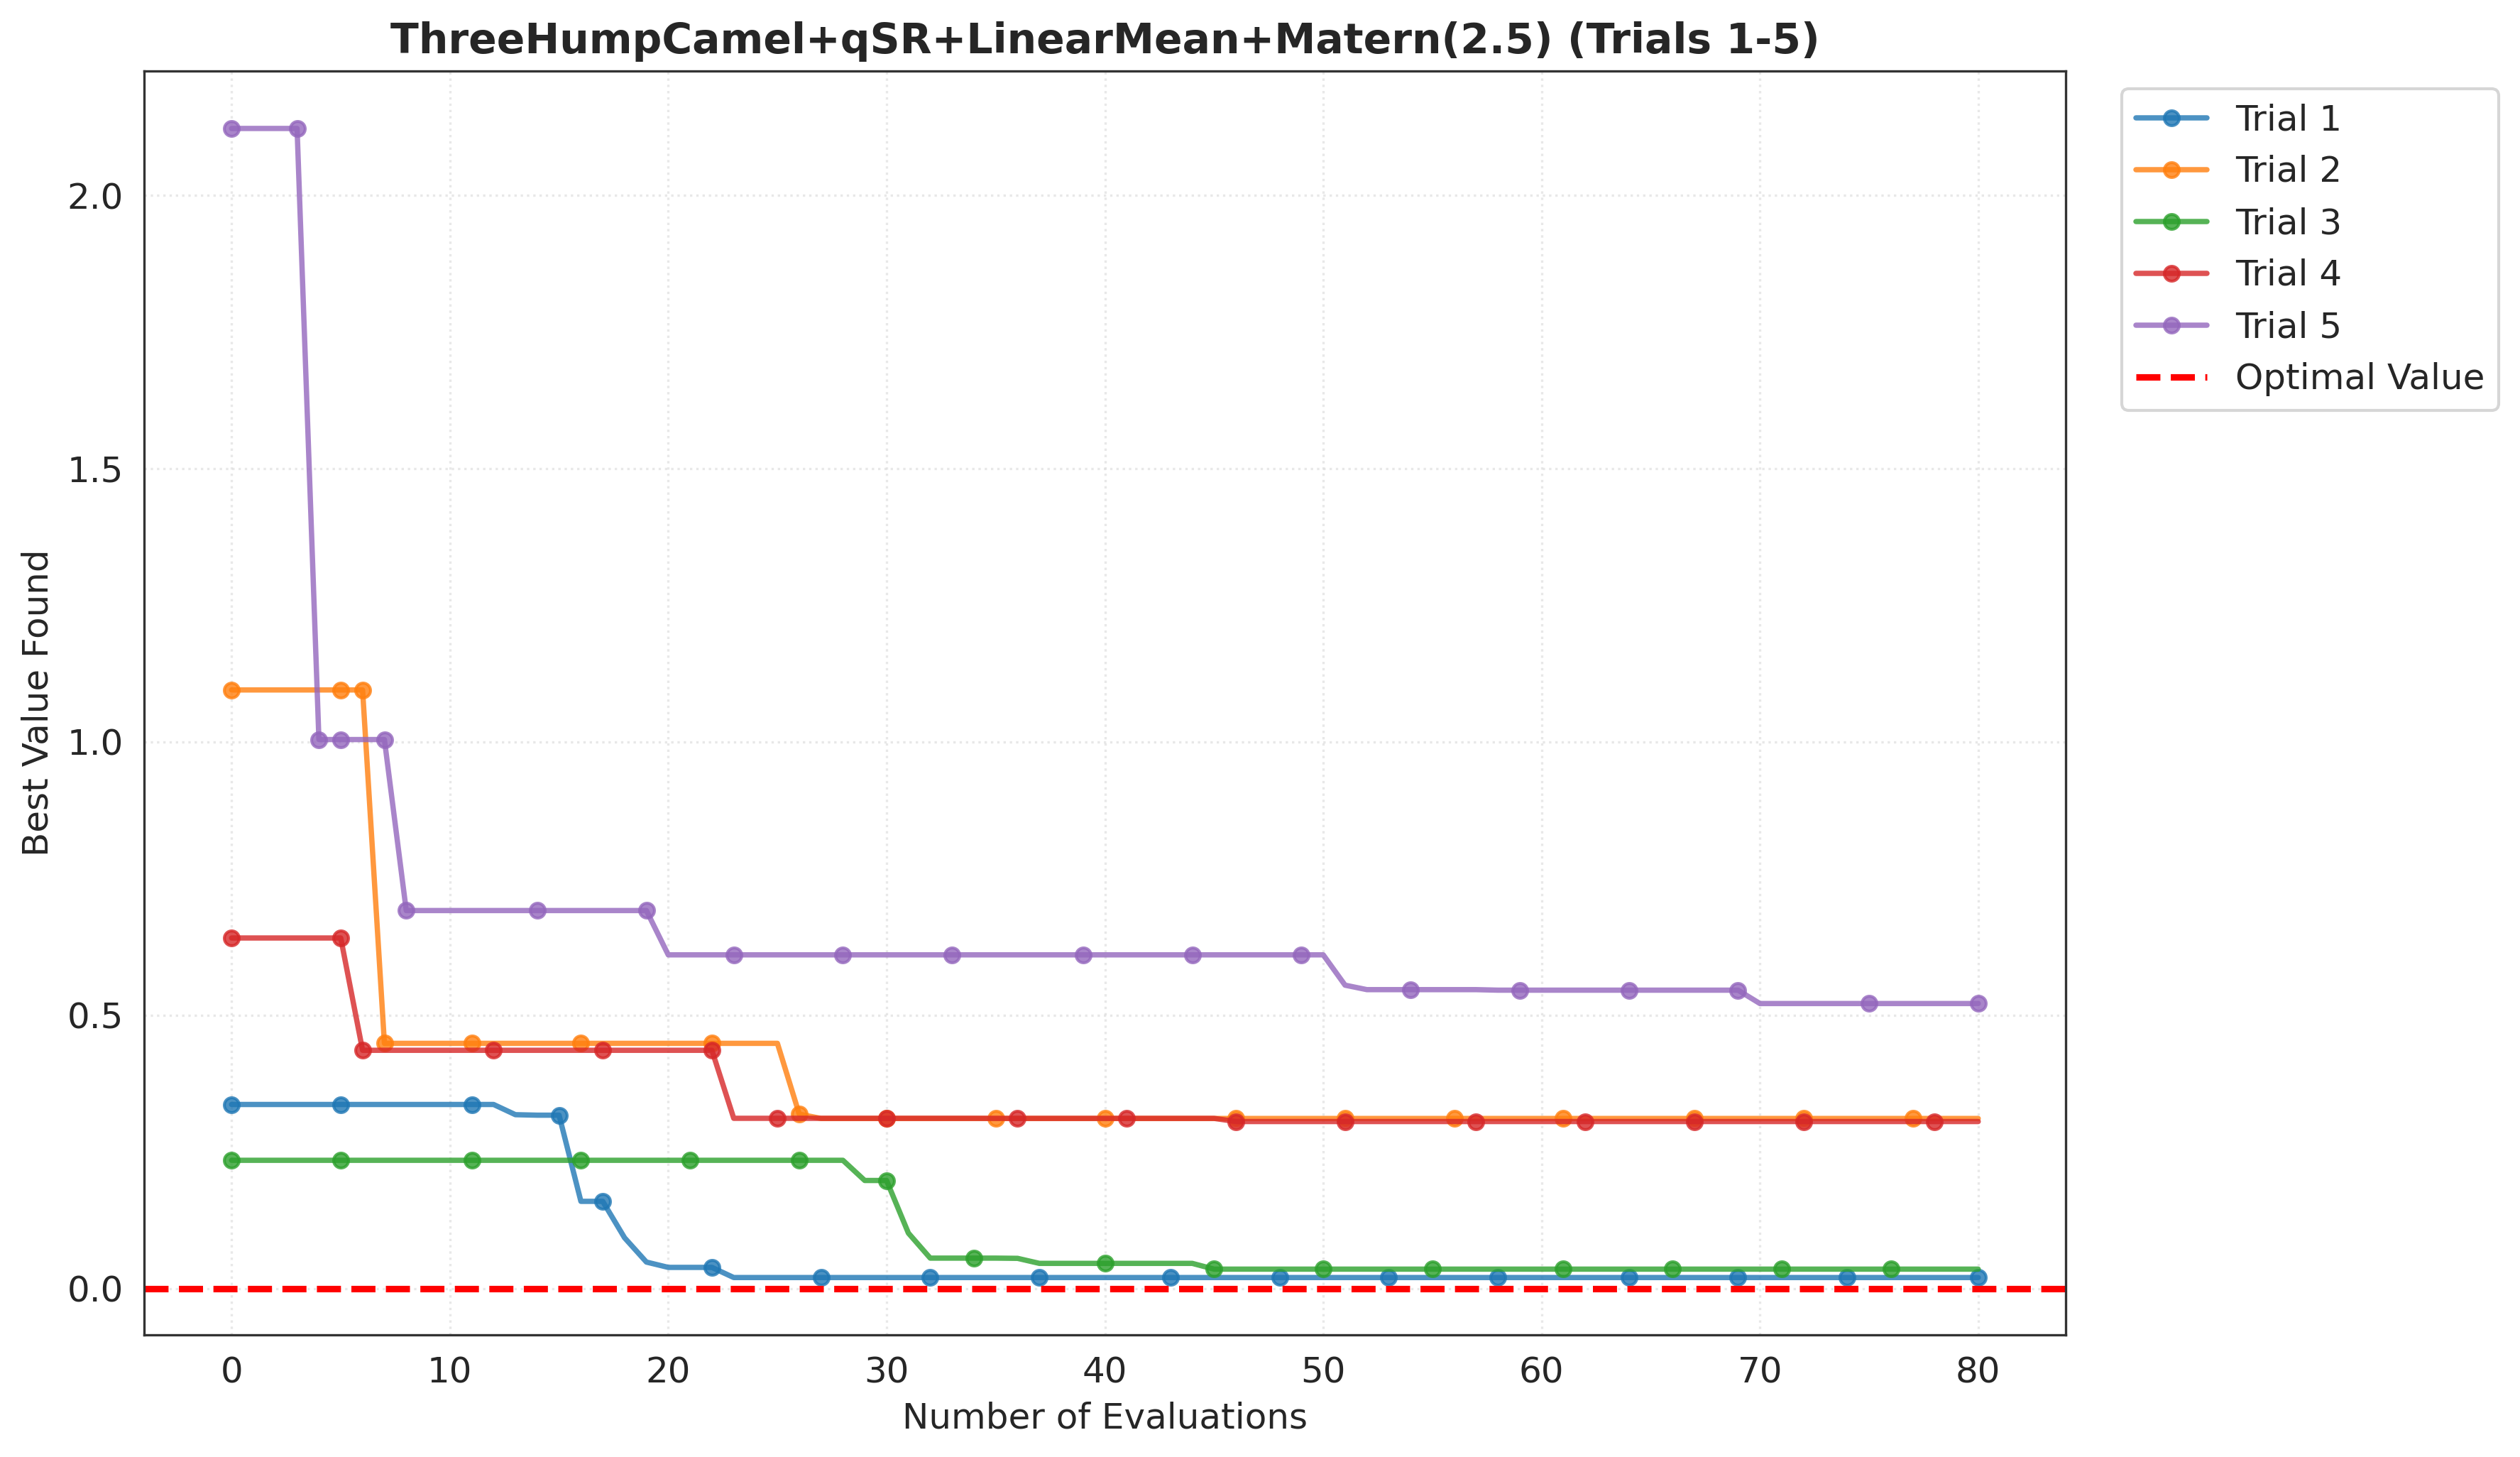 ThreeHumpCamel+qSR+LinearMean+Matern(2.5) (Trials 1-5)
Trial 1
Trial 2
Trial 3
Trial 4
Trial 5
Optimal Value
Best Value Found
2.0
1.5
1.0
0.5
0.0
0 10 20 30 40 50 60 70 80
Number of Evaluations